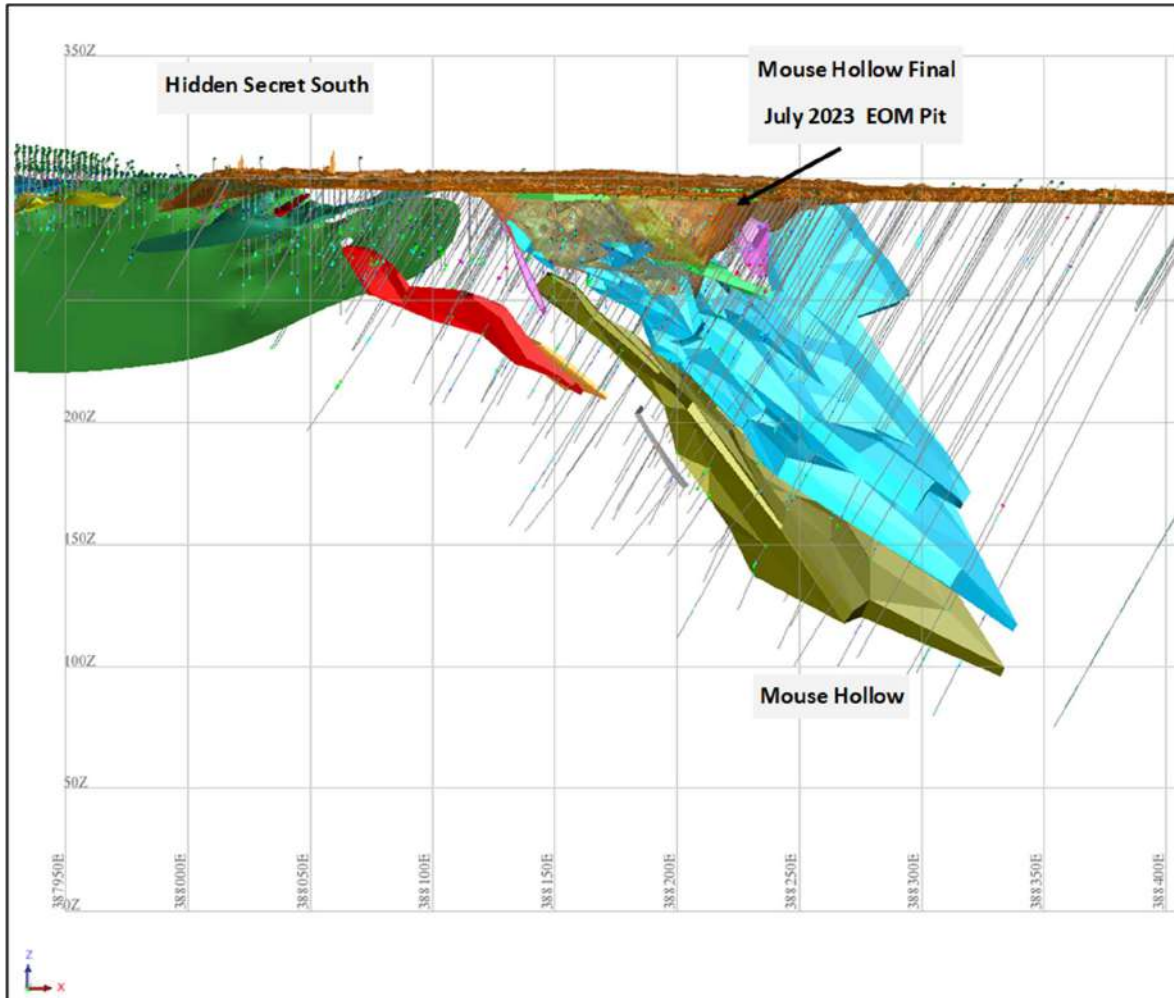 350Z
Hidden Secret South
Mouse Hollow Final
July 2023 EOM Pit
200Z
150Z
100Z
Mouse Hollow
50Z
0Z
387950E
388000E
388050E
388100E
388150E
388200E
388250E
388300E
388350E
388400E
Z
X